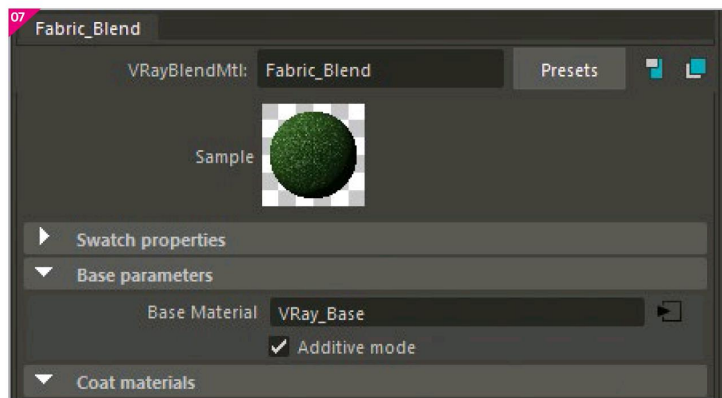 07
Fabric_Blend
VRayBlendMtl: Fabric_Blend Presets
Sample
Swatch properties
Base parameters
Base Material VRay_Base
Additive mode
Coat materials